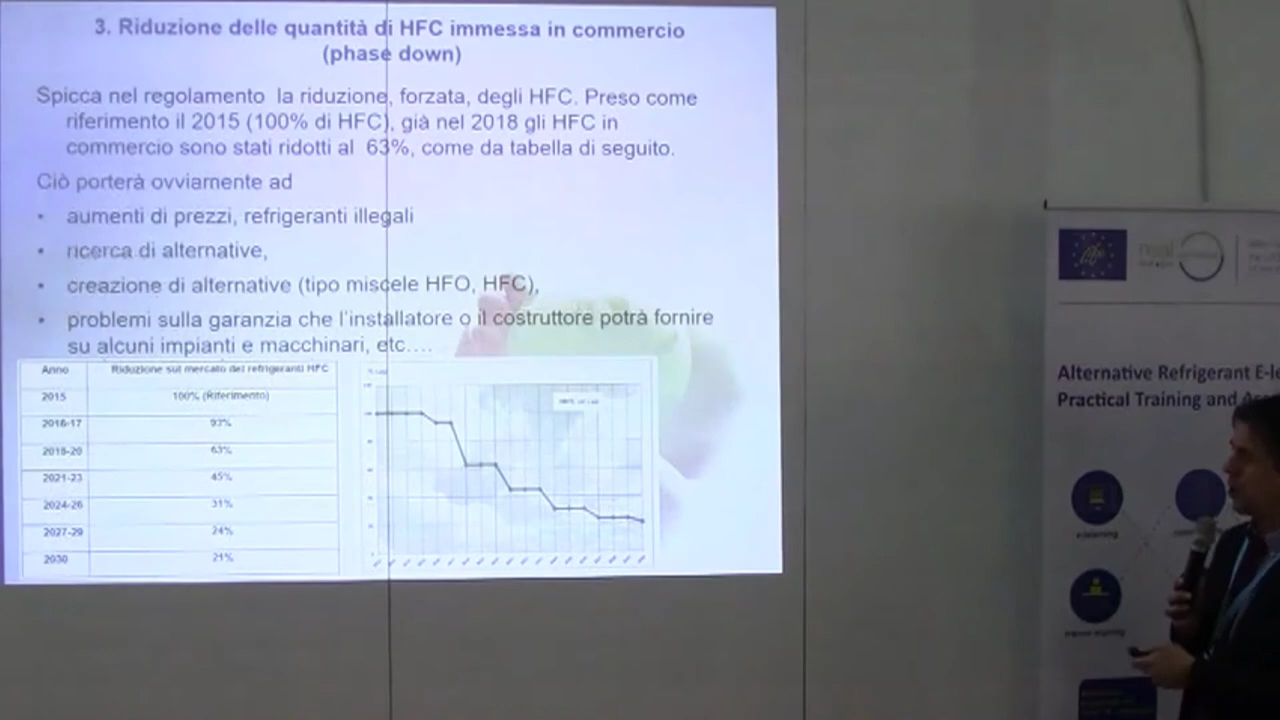 3. Riduzione delle quantità di HFC immessa in commercio
(phase down)
Spicca nel regolamento la riduzione, forzata, degli HFC. Preso come
riferimento il 2015 (100% di HFC), già nel 2018 gli HFC in
commercio sono stati ridotti al 63%, come da tabella di seguito.
Ciò porterà ovviamente ad
• aumenti di prezzi, refrigeranti illegali
• ricerca di alternative,
• creazione di alternative (tipo miscele HFO, HFC),
• problemi sulla garanzia che l'installatore o il costruttore potrà fornire
su alcuni impianti e macchinari, etc....
Anno Riduzione sul mercato dei refrigeranti HFC
2015 100% (Riferimento)
2016-17 93%
2018-20 63%
2021-23 45%
2024-26 31%
2027-29 24%
2030 21%
real
Alternative Refrigerant E-le
Practical Training and
e-learning